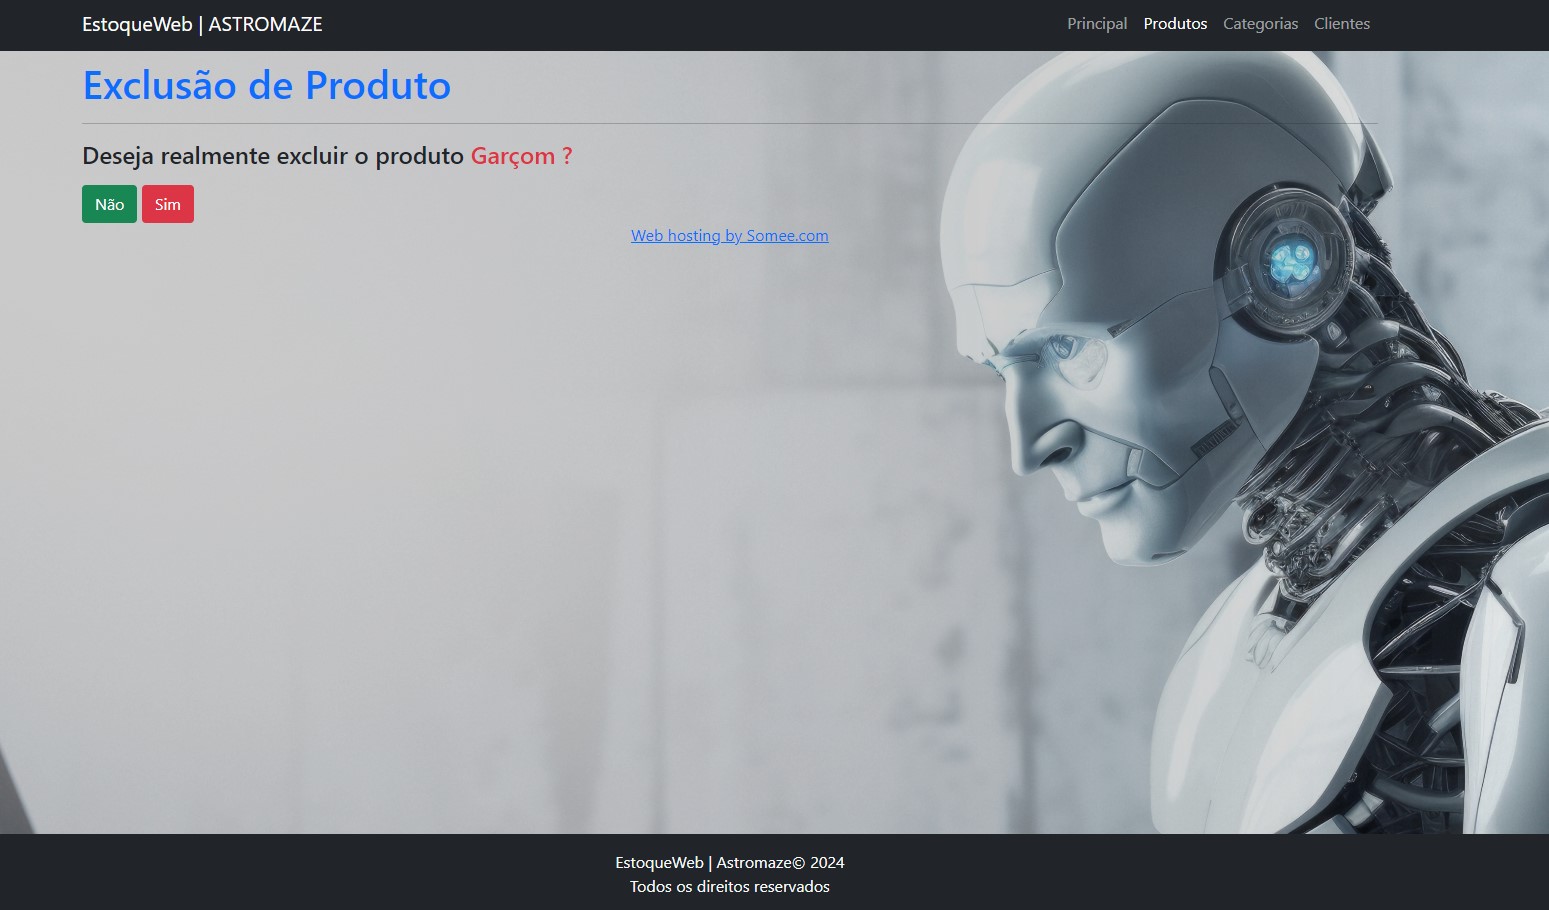 EstoqueWeb | ASTROMAZE
Principal Produtos Categorias Clientes
Exclusão de Produto
Deseja realmente excluir o produto Garçom ?
Não Sim
Web hosting by Somee.com
EstoqueWeb | Astromaze© 2024
Todos os direitos reservados